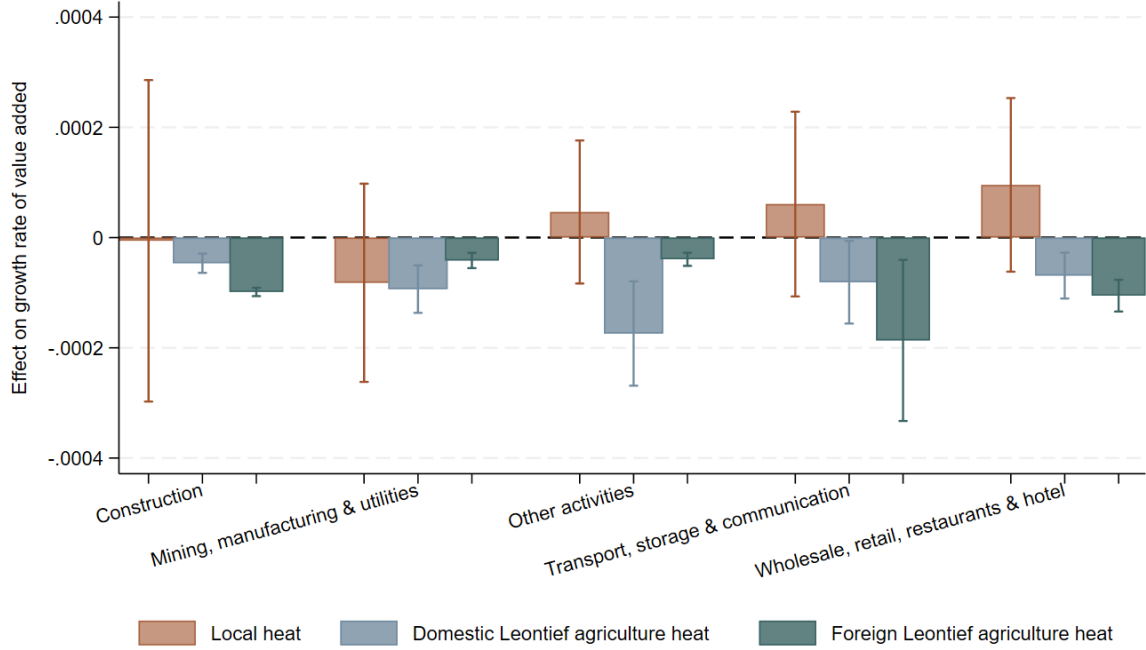 Effect on growth rate of value added
.0004
.0002
0
-.0002
-.0004
Construction
Mining, manufacturing & utilities
Other activities
Transport, storage & communication
Wholesale, retail, restaurants & hotel
Local heat
Domestic Leontief agriculture heat
Foreign Leontief agriculture heat